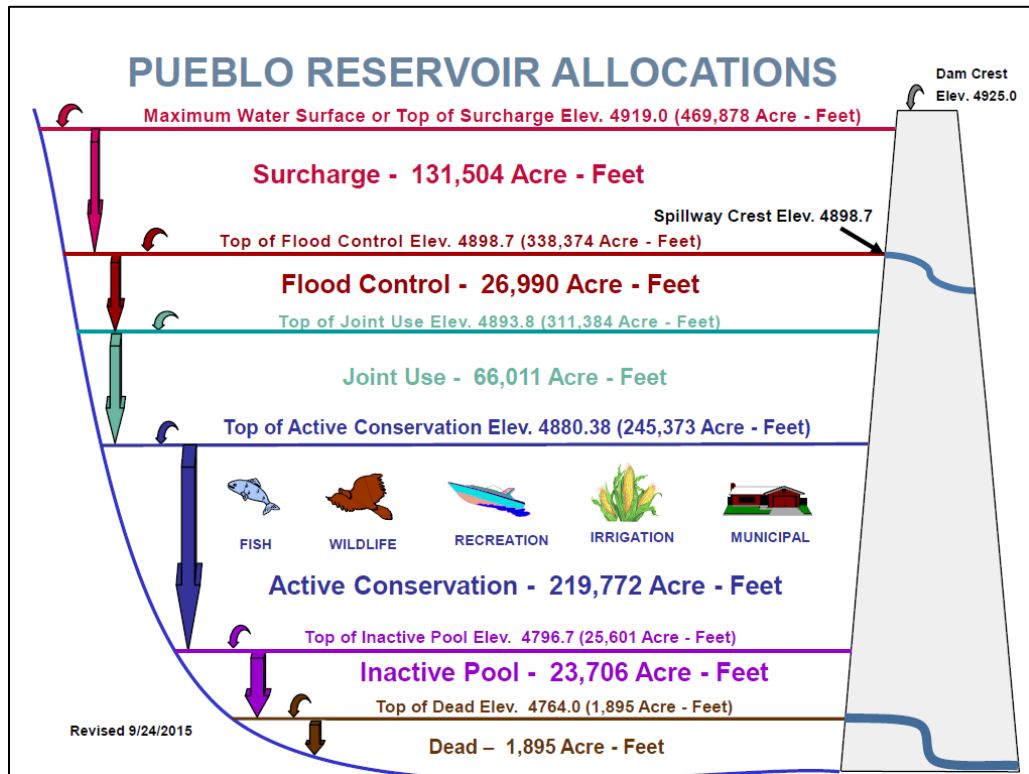 PUEBLO RESERVOIR ALLOCATIONS
Dam Crest
Elev. 4925.0
Maximum Water Surface or Top of Surcharge Elev. 4919.0 (469,878 Acre - Feet)
Surcharge - 131,504 Acre - Feet
Spillway Crest Elev. 4898.7
Top of Flood Control Elev. 4898.7 (338,374 Acre - Feet)
Flood Control - 26,990 Acre - Feet
Top of Joint Use Elev. 4893.8 (311,384 Acre - Feet)
Joint Use - 66,011 Acre - Feet
Top of Active Conservation Elev. 4880.38 (245,373 Acre - Feet)
FISH WILDLIFE RECREATION IRRIGATION MUNICIPAL
Active Conservation - 219,772 Acre - Feet
Top of Inactive Pool Elev. 4796.7 (25,601 Acre - Feet)
Inactive Pool - 23,706 Acre - Feet
Top of Dead Elev. 4764.0 (1,895 Acre - Feet)
Revised 9/24/2015
Dead – 1,895 Acre - Feet